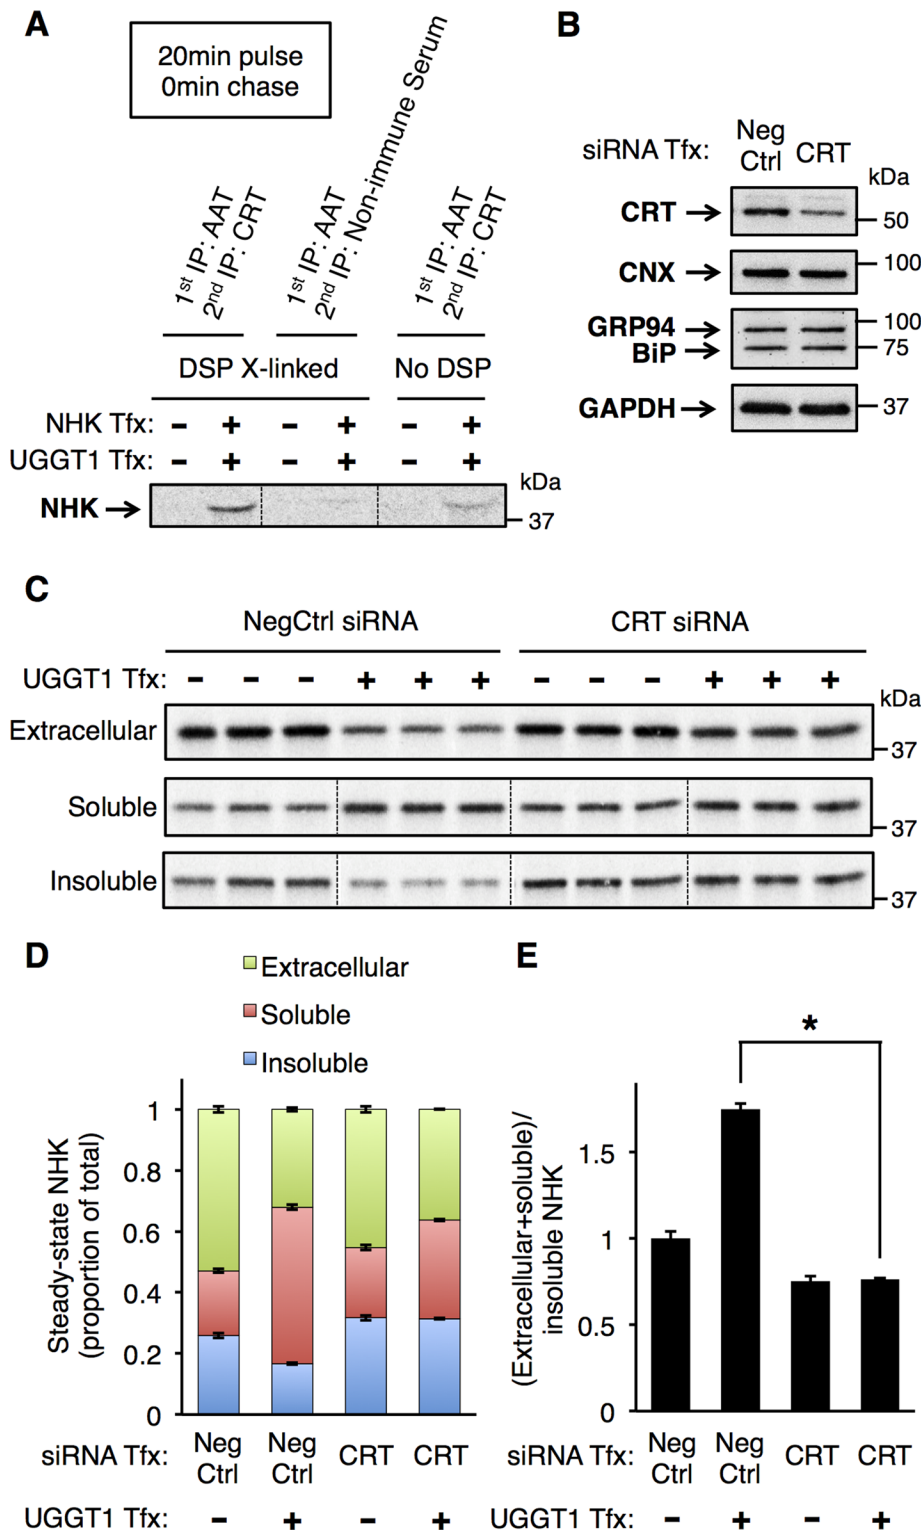 A
20min pulse
0min chase
1st IP: AAT
2nd IP: CRT
1st IP: AAT
2nd IP: Non-immune Serum
1st IP: AAT
2nd IP: CRT
DSP X-linked
No DSP
NHK Tfx: - + - + - +
UGGT1 Tfx: - + - + - +
kDa
NHK
37
B
siRNA Tfx:
Neg
Ctrl
CRT
kDa
CRT
50
CNX
100
GRP94
100
BiP
75
GAPDH
37
C
NegCtrl siRNA
CRT siRNA
UGGT1 Tfx: - - - + + + - - - + + +
kDa
Extracellular
37
Soluble
37
Insoluble
37
D
Extracellular
Soluble
Insoluble
Steady-state NHK
(proportion of total)
1
0.8
0.6
0.4
0.2
0
siRNA Tfx:
Neg
Ctrl
Neg
Ctrl
CRT
CRT
UGGT1 Tfx: - + - +
E
*
(Extracellular+soluble)/
insoluble NHK
1.5
1
0.5
0
siRNA Tfx:
Neg
Ctrl
Neg
Ctrl
CRT
CRT
UGGT1 Tfx: - + - +